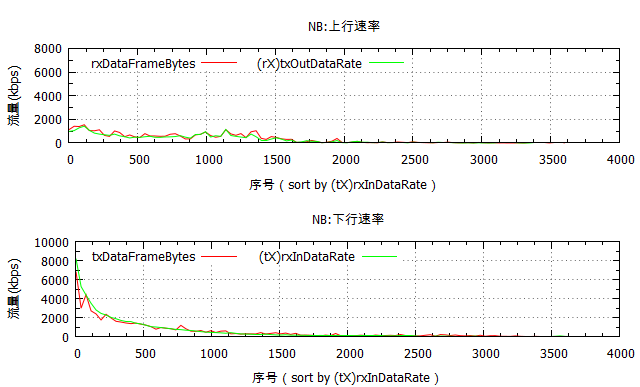 NB:上行速率
8000
rxDataFrameBytes (rX)txOutDataRate
6000
4000
2000
0
流量(kbps)
0 500 1000 1500 2000 2500 3000 3500 4000
序号 ( sort by (tX)rxInDataRate )
NB:下行速率
10000
txDataFrameBytes (tX)rxInDataRate
8000
6000
4000
2000
0
流量(kbps)
0 500 1000 1500 2000 2500 3000 3500 4000
序号 ( sort by (tX)rxInDataRate )